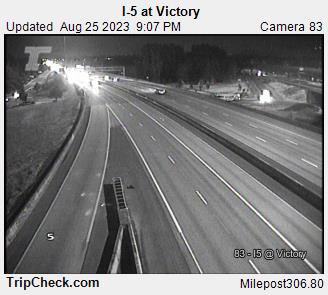 I-5 at Victory
Updated  Aug 25 2023  9:07 PM
Camera 83
83 - I5 @ Victory
TripCheck.com
Milepost306.80